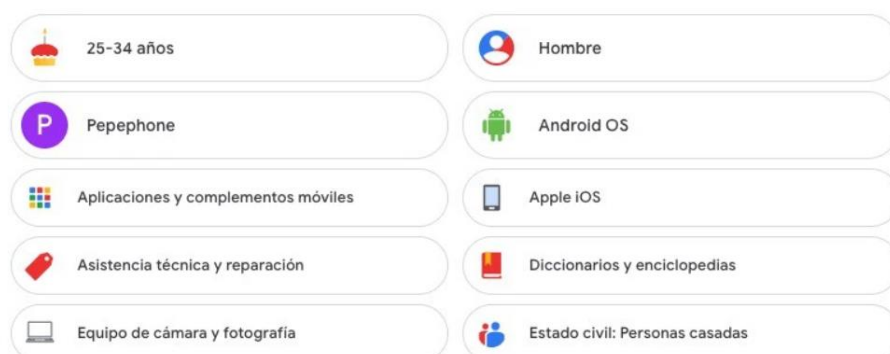 25-34 años
Hombre
P
Pepephone
Android OS
Aplicaciones y complementos móviles
Apple iOS
Asistencia técnica y reparación
Diccionarios y enciclopedias
Equipo de cámara y fotografía
Estado civil: Personas casadas